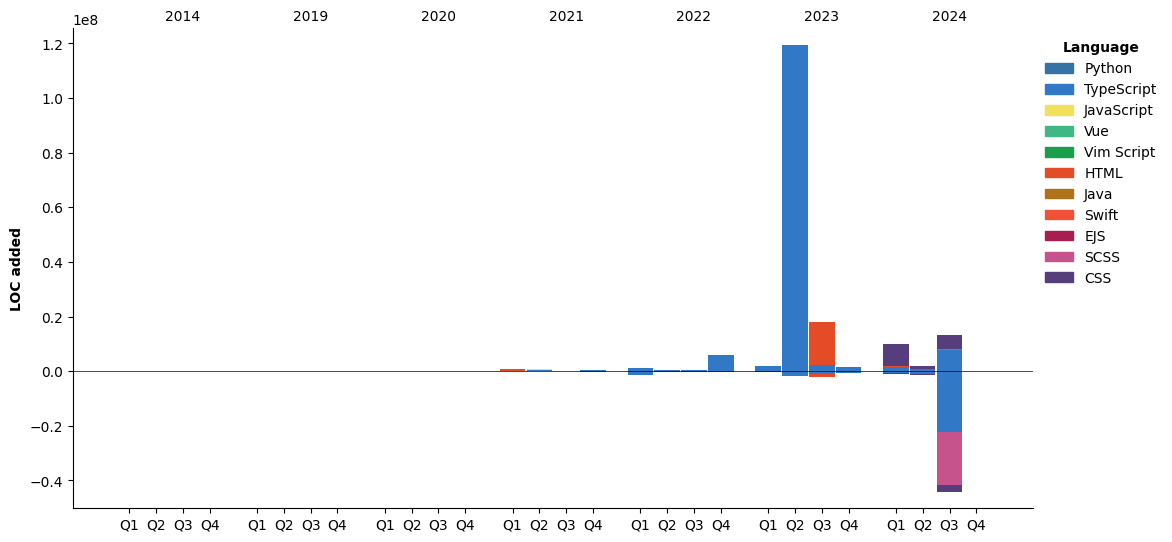 1e8
2014 2019 2020 2021 2022 2023 2024
LOC added
1.2
1.0
0.8
0.6
0.4
0.2
0.0
−0.2
−0.4
Q1 Q2 Q3 Q4 Q1 Q2 Q3 Q4 Q1 Q2 Q3 Q4 Q1 Q2 Q3 Q4 Q1 Q2 Q3 Q4 Q1 Q2 Q3 Q4 Q1 Q2 Q3 Q4
Language
Python
TypeScript
JavaScript
Vue
Vim Script
HTML
Java
Swift
EJS
SCSS
CSS